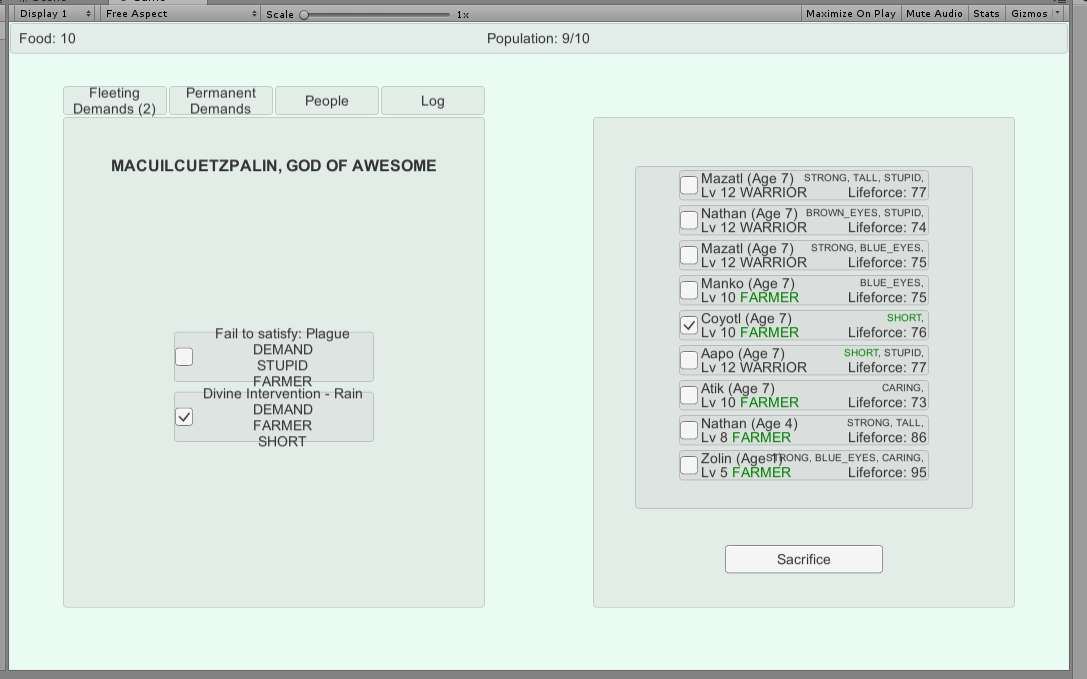 Display 1 Free Aspect Scale 1x Maximize On Play Mute Audio Stats Gizmos
Food: 10 Population: 9/10
Fleeting Demands (2)
Permanent Demands
People
Log
MACUILCUETZPALIN, GOD OF AWESOME
Fail to satisfy: Plague
DEMAND
STUPID
FARMER
Divine Intervention - Rain
DEMAND
FARMER
SHORT
Mazatl (Age 7) STRONG, TALL, STUPID,
Lv 12 WARRIOR Lifeforce: 77
Nathan (Age 7) BROWN_EYES, STUPID,
Lv 12 WARRIOR Lifeforce: 74
Mazatl (Age 7) STRONG, BLUE_EYES,
Lv 12 WARRIOR Lifeforce: 75
Manko (Age 7) BLUE_EYES,
Lv 10 FARMER Lifeforce: 75
Coyotl (Age 7) SHORT,
Lv 10 FARMER Lifeforce: 76
Aapo (Age 7) SHORT, STUPID,
Lv 12 WARRIOR Lifeforce: 77
Atik (Age 7) CARING,
Lv 10 FARMER Lifeforce: 73
Nathan (Age 4) STRONG, TALL,
Lv 8 FARMER Lifeforce: 86
Zolin (Age 1) STRONG, BLUE_EYES, CARING,
Lv 5 FARMER Lifeforce: 95
Sacrifice